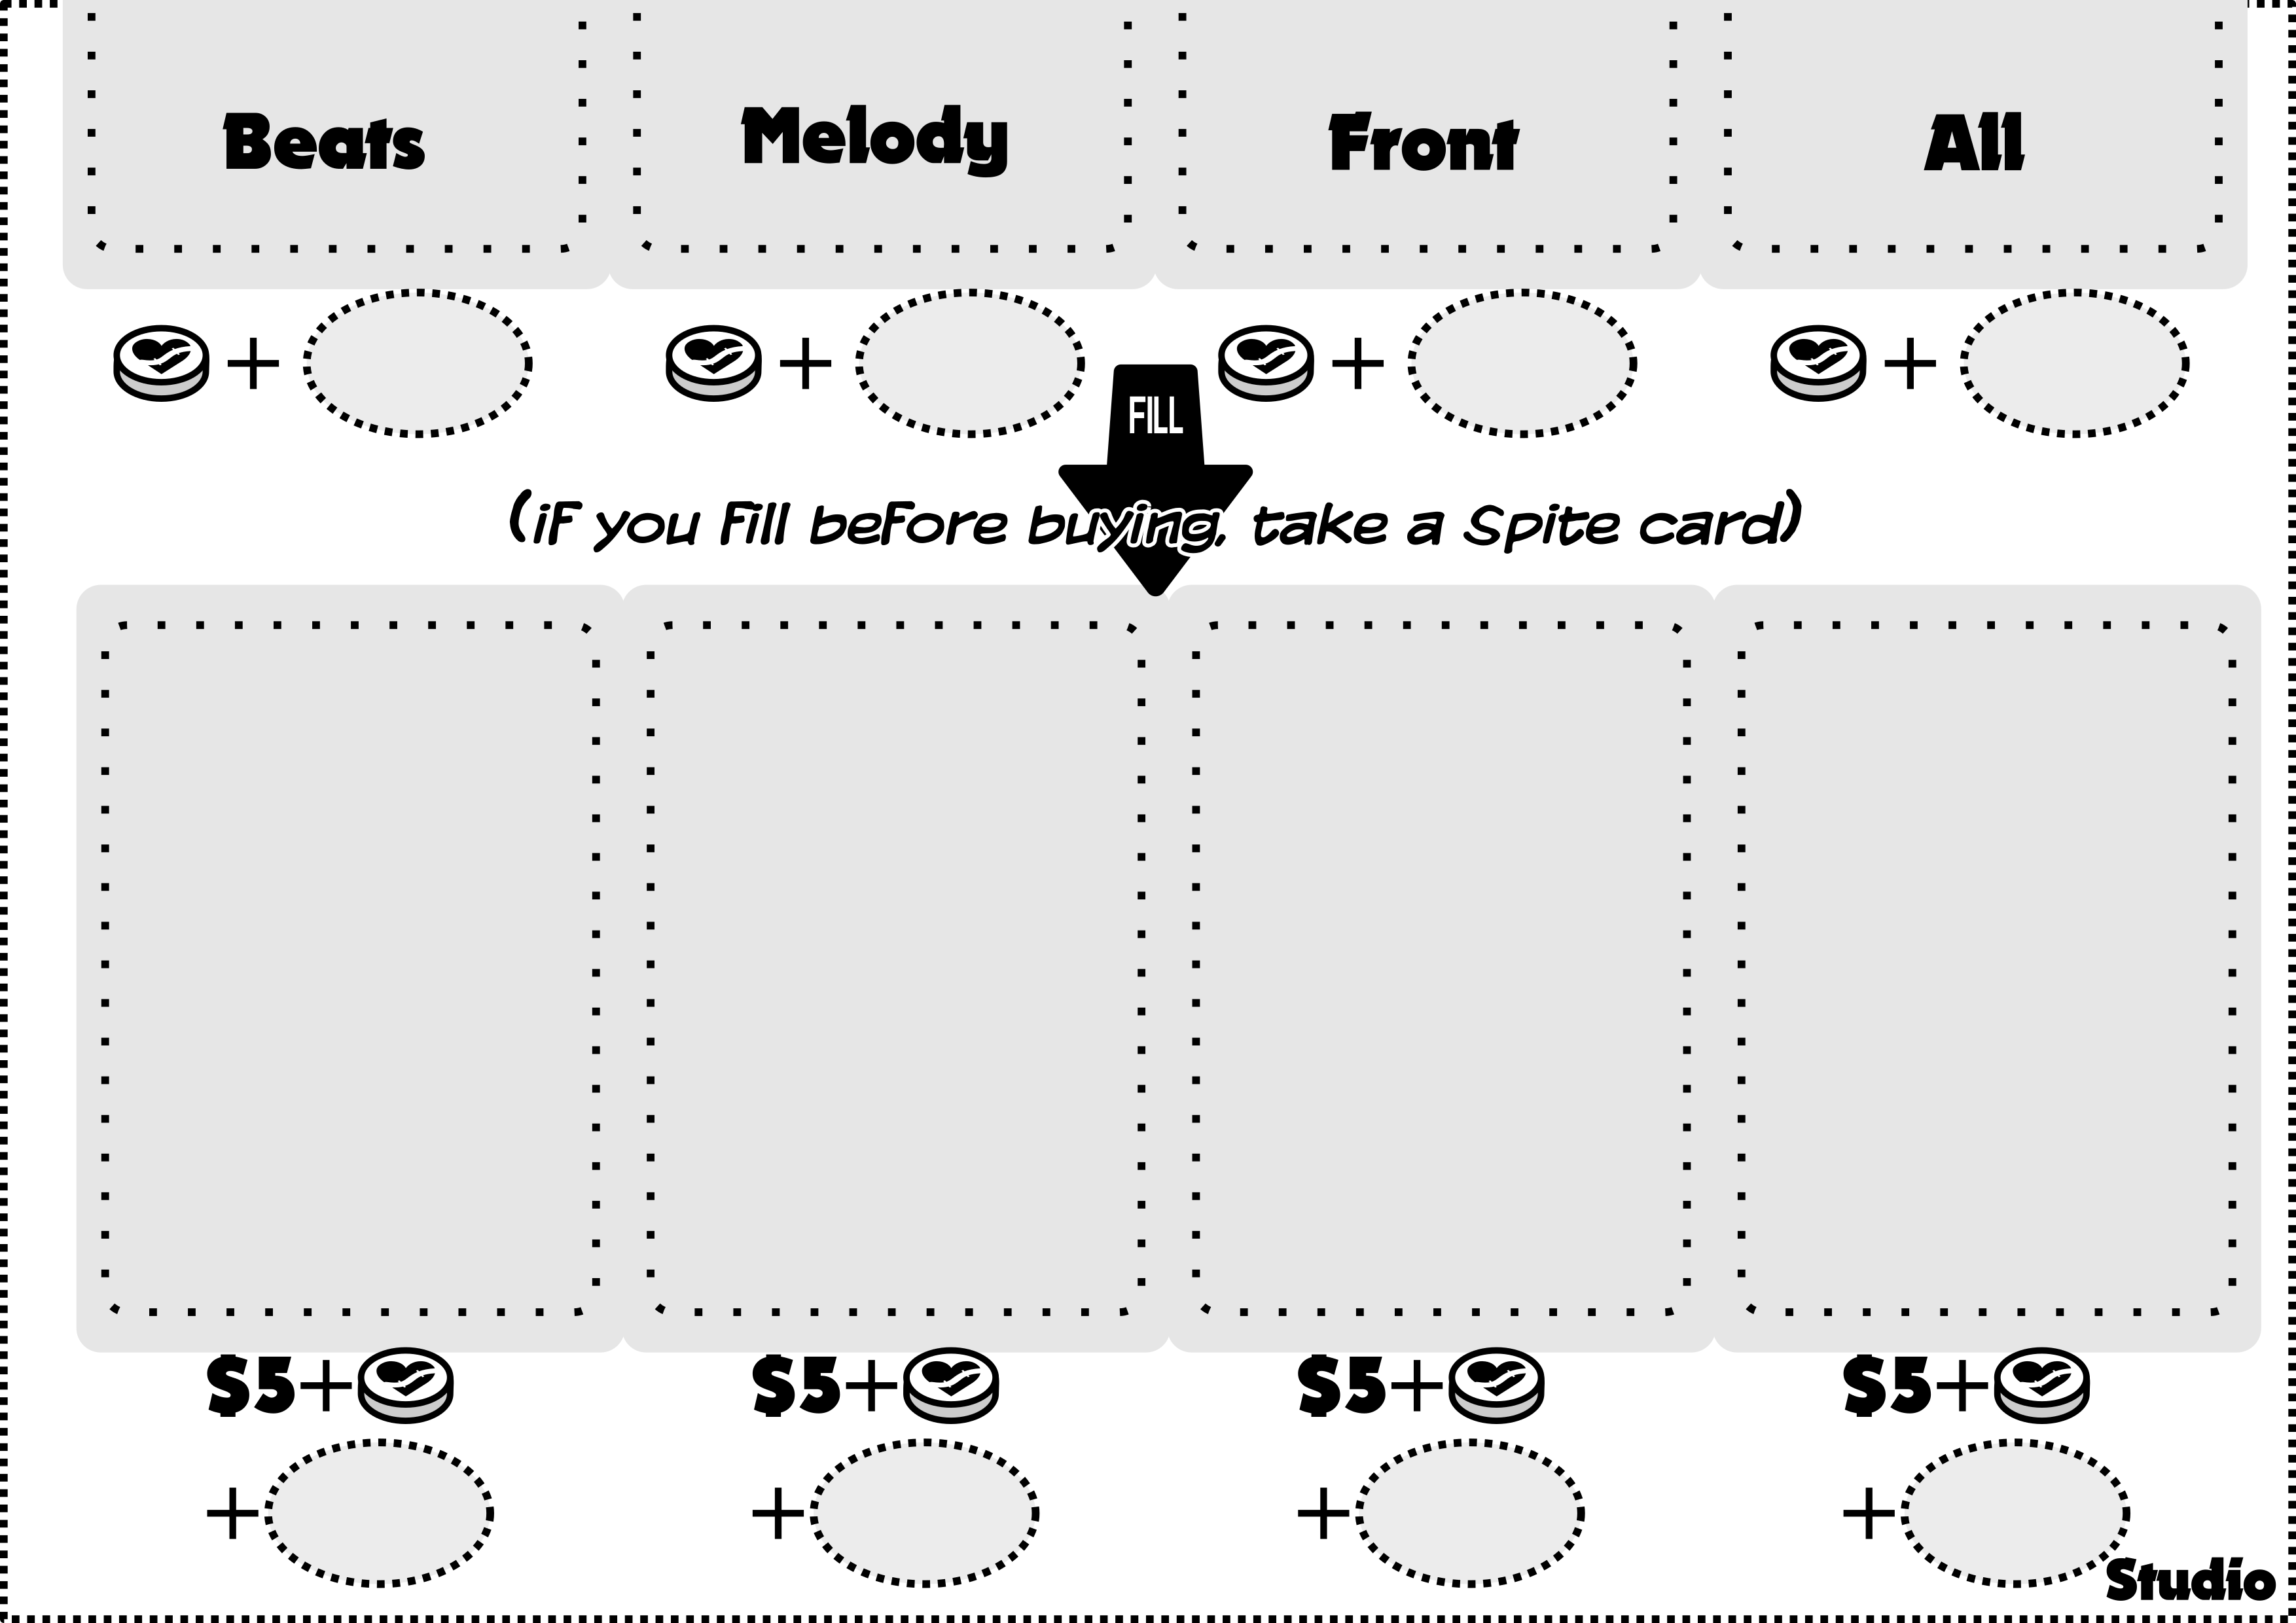 Beats Melody Front All
+ + + +
FILL
(if you fill before buying, take a Spite card)
$5+ $5+ $5+ $5+
+ + + +
Studio